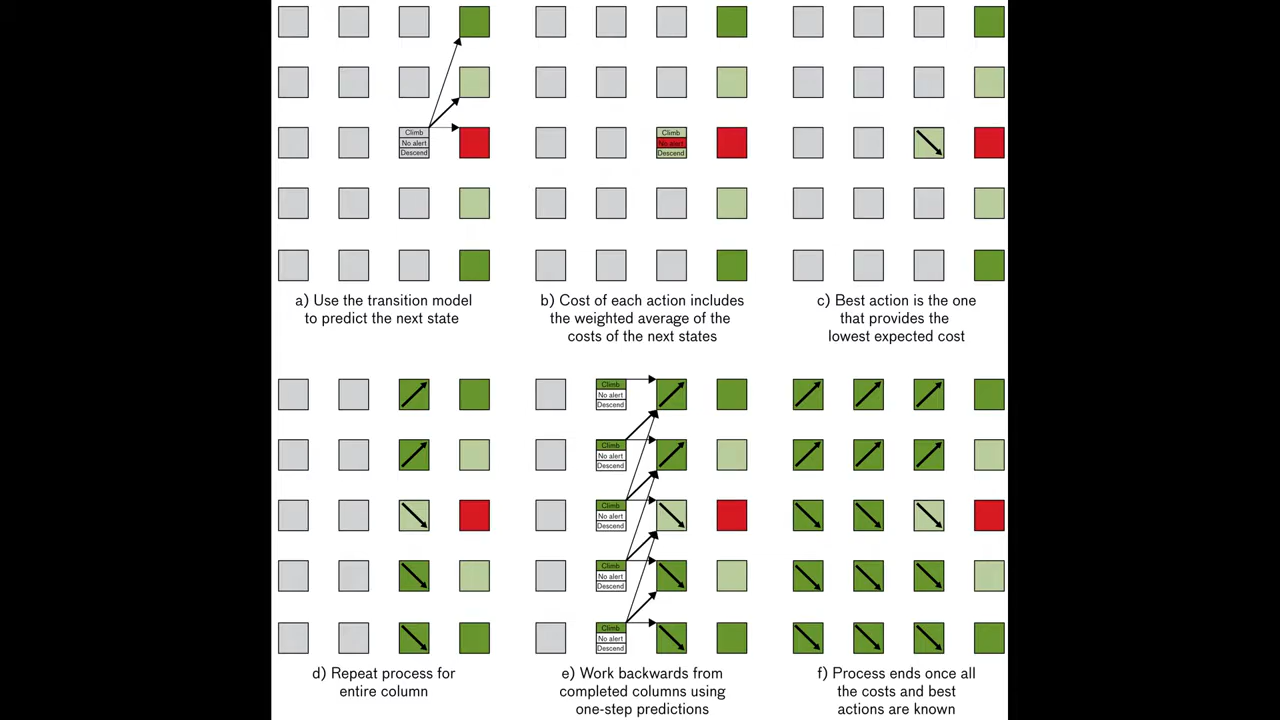 Climb
No alert
Descend
Climb
No alert
Descend
a) Use the transition model
to predict the next state
b) Cost of each action includes
the weighted average of the
costs of the next states
c) Best action is the one
that provides the
lowest expected cost
Climb
No alert
Descend
Climb
No alert
Descend
Climb
No alert
Descend
Climb
No alert
Descend
Climb
No alert
Descend
d) Repeat process for
entire column
e) Work backwards from
completed columns using
one-step predictions
f) Process ends once all
the costs and best
actions are known